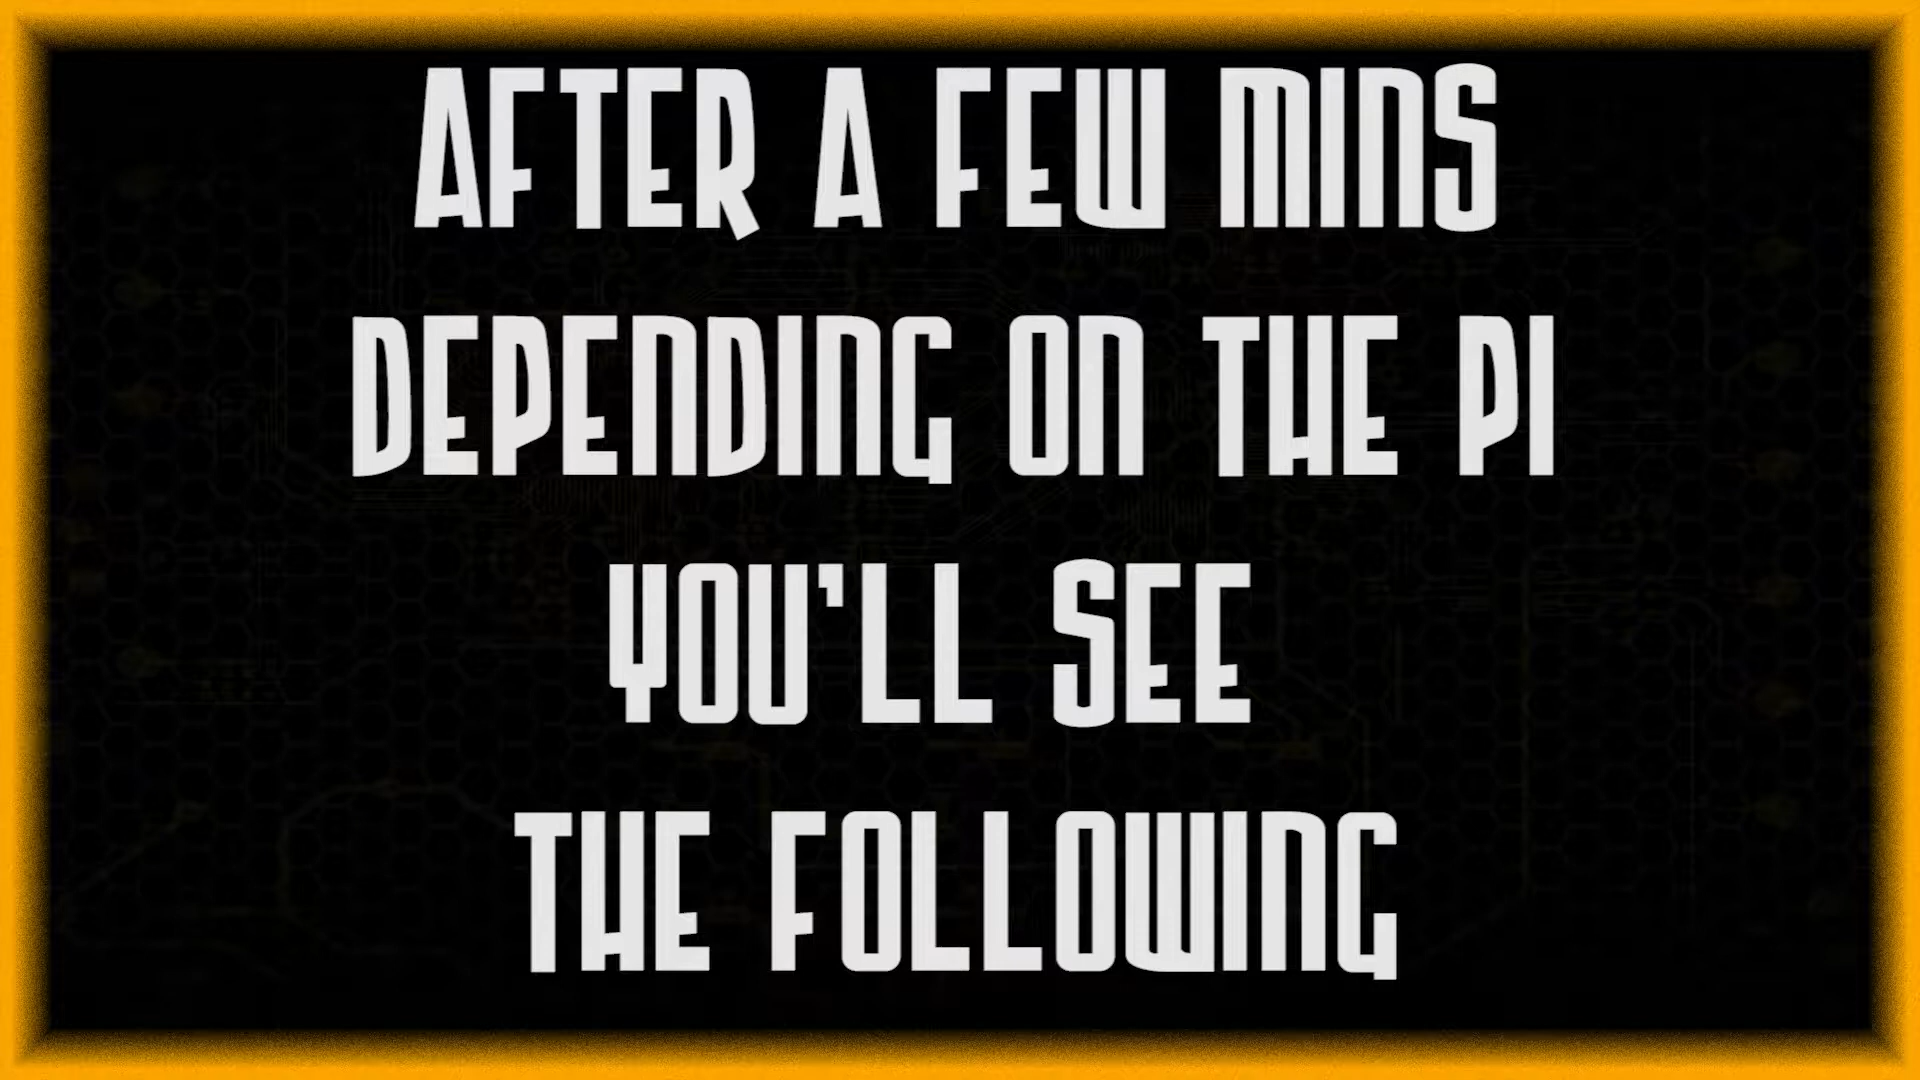 AFTER A FEW MINS
DEPENDING ON THE PI
YOU'LL SEE
THE FOLLOWING